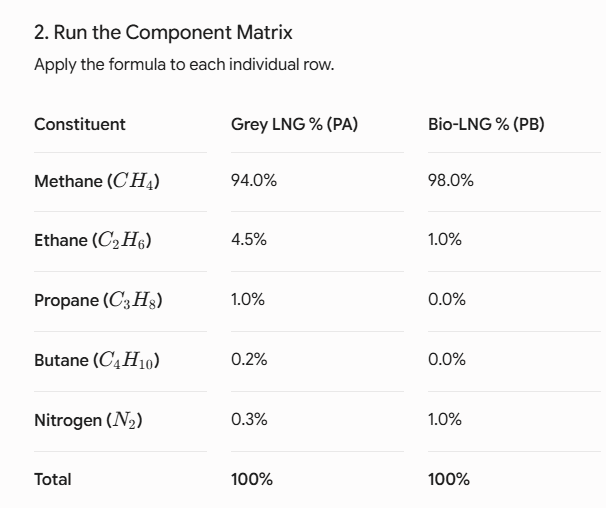 2. Run the Component Matrix
Apply the formula to each individual row.
Constituent Grey LNG % (PA) Bio-LNG % (PB)
Methane (CH₄) 94.0% 98.0%
Ethane (C₂H₆) 4.5% 1.0%
Propane (C₃H₈) 1.0% 0.0%
Butane (C₄H₁₀) 0.2% 0.0%
Nitrogen (N₂) 0.3% 1.0%
Total 100% 100%